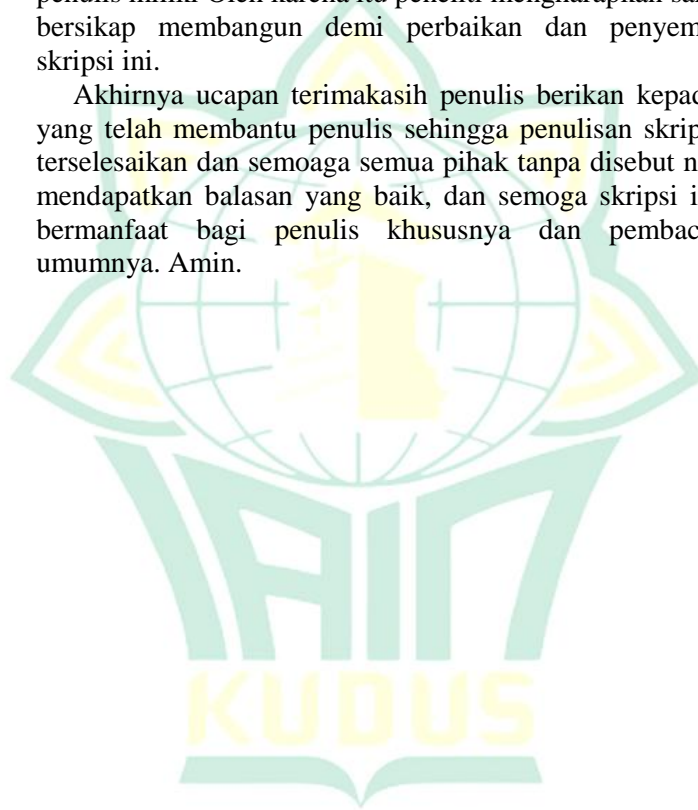 bersikap membangun demi perbaikan dan penyem
skripsi ini.
Akhirnya ucapan terimakasih penulis berikan kepad
yang telah membantu penulis sehingga penulisan skrip
terselesaikan dan semoaga semua pihak tanpa disebut n
mendapatkan balasan yang baik, dan semoga skripsi i
bermanfaat bagi penulis khususnya dan pembac
umumnya. Amin.
IAIN
KUDUS